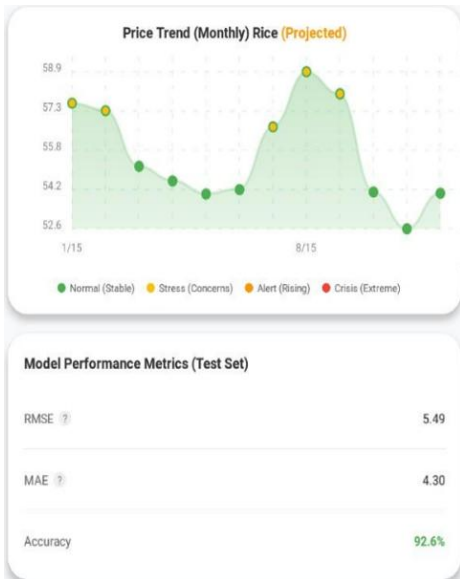 Price Trend (Monthly) Rice (Projected)
58.9
57.3
55.8
54.2
52.6
1/15 8/15
Normal (Stable) Stress (Concerns) Alert (Rising) Crisis (Extreme)
Model Performance Metrics (Test Set)
RMSE ? 5.49
MAE ? 4.30
Accuracy 92.6%